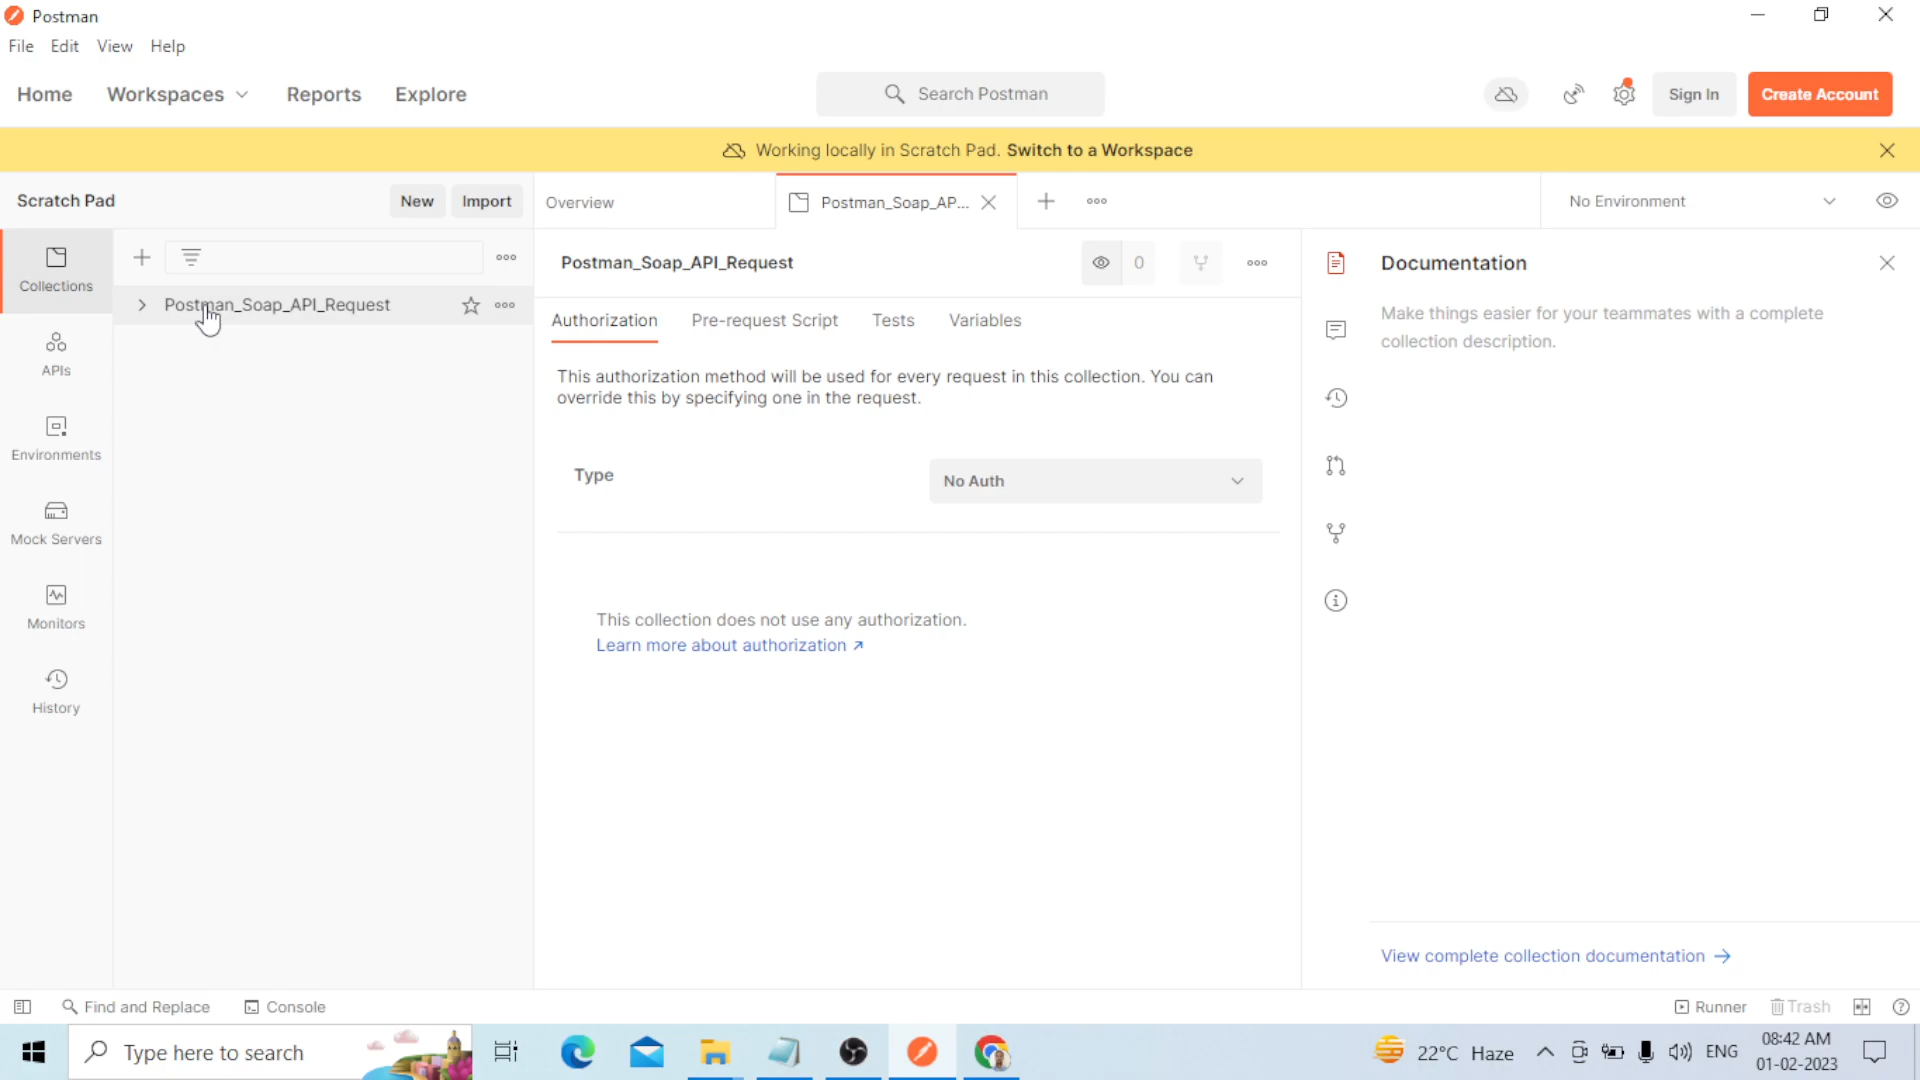 Postman
File Edit View Help
Home Workspaces Reports Explore
Search Postman
Sign In
Create Account
Working locally in Scratch Pad. Switch to a Workspace
Scratch Pad
New
Import
Overview
Postman_Soap_AP...
No Environment
Collections
APIs
Environments
Mock Servers
Monitors
History
Postman_Soap_API_Request
Postman_Soap_API_Request
0
Authorization Pre-request Script Tests Variables
This authorization method will be used for every request in this collection. You can
override this by specifying one in the request.
Type
No Auth
This collection does not use any authorization.
Learn more about authorization ↗
Documentation
Make things easier for your teammates with a complete
collection description.
View complete collection documentation →
Find and Replace
Console
Runner
Trash
Type here to search
22°C Haze
ENG
08:42 AM
01-02-2023